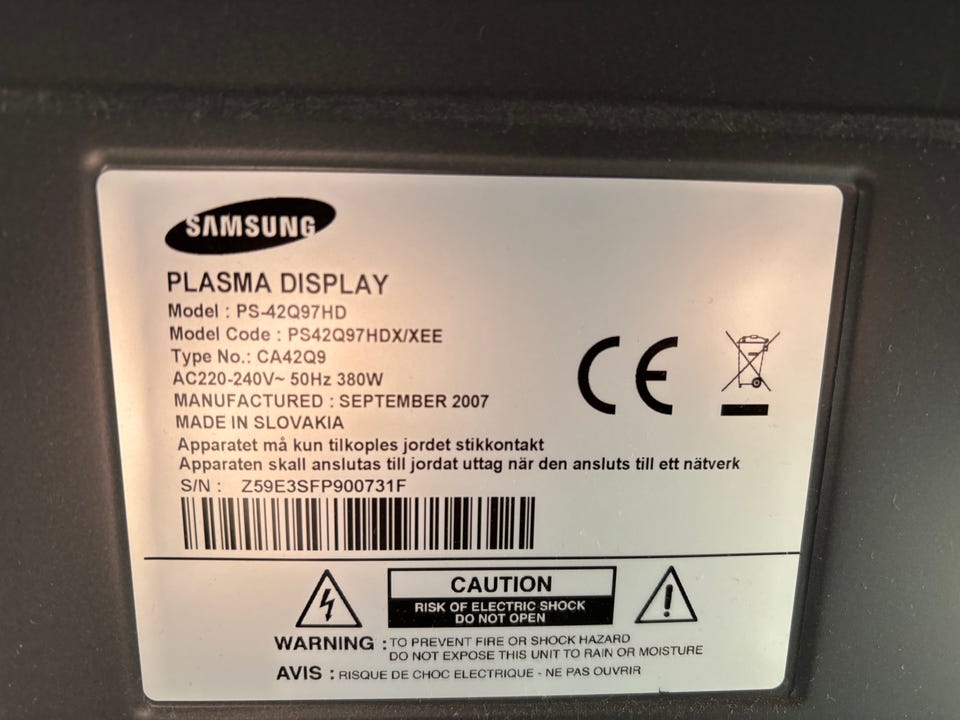 SAMSUNG
PLASMA DISPLAY
Model : PS-42Q97HD
Model Code : PS42Q97HDX/XEE
Type No.: CA42Q9
AC220-240V~ 50Hz 380W
MANUFACTURED : SEPTEMBER 2007
MADE IN SLOVAKIA
Apparatet må kun tilkoples jordet stikkontakt
Apparaten skall anslutas till jordat uttag när den ansluts till ett nätverk
S/N : Z59E3SFP900731F
CE
CAUTION
RISK OF ELECTRIC SHOCK
DO NOT OPEN
WARNING : TO PREVENT FIRE OR SHOCK HAZARD
DO NOT EXPOSE THIS UNIT TO RAIN OR MOISTURE
AVIS : RISQUE DE CHOC ELECTRIQUE - NE PAS OUVRIR